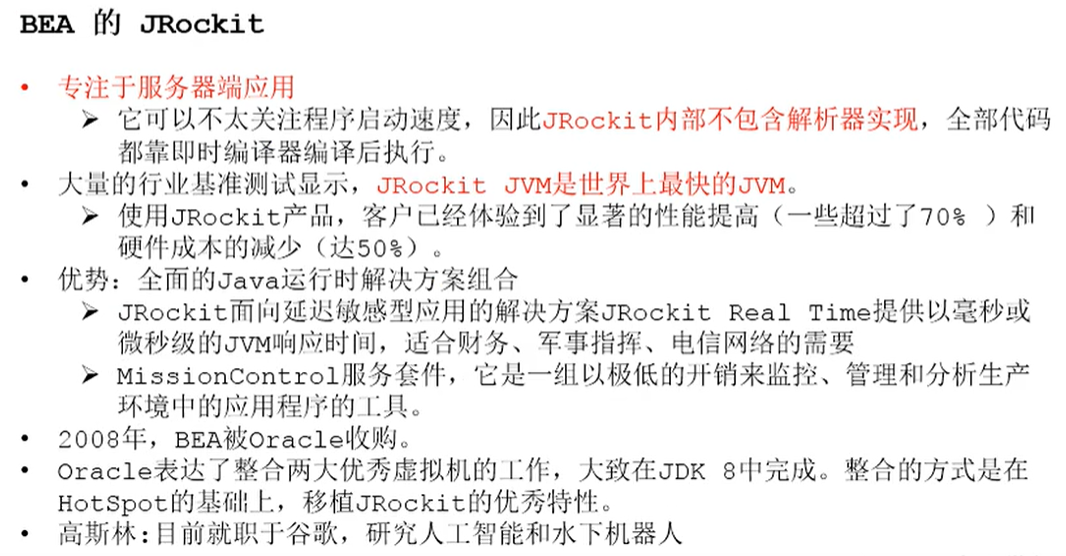 BEA 的 JRockit
• 专注于服务器端应用
➢ 它可以不太关注程序启动速度，因此JRockit内部不包含解析器实现，全部代码
都靠即时编译器编译后执行。
• 大量的行业基准测试显示，JRockit JVM是世界上最快的JVM。
➢ 使用JRockit产品，客户已经体验到了显著的性能提高（一些超过了70% ）和
硬件成本的减少（达50%）。
• 优势：全面的Java运行时解决方案组合
➢ JRockit面向延迟敏感型应用的解决方案JRockit Real Time提供以毫秒或
微秒级的JVM响应时间，适合财务、军事指挥、电信网络的需要
➢ MissionControl服务套件，它是一组以极低的开销来监控、管理和分析生产
环境中的应用程序的工具。
• 2008年，BEA被Oracle收购。
• Oracle表达了整合两大优秀虚拟机的工作，大致在JDK 8中完成。整合的方式是在
HotSpot的基础上，移植JRockit的优秀特性。
• 高斯林:目前就职于谷歌，研究人工智能和水下机器人